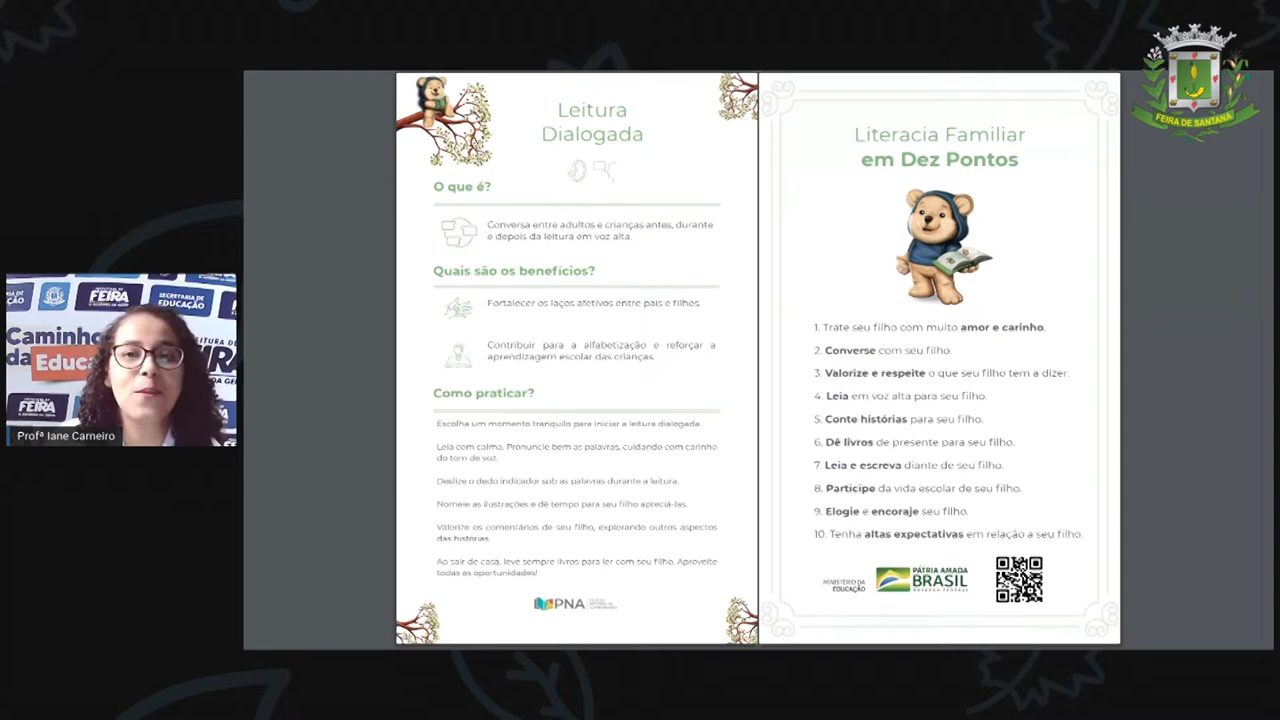 Leitura
Dialogada
O que é?
Conversa entre adultos e crianças antes, durante
e depois da leitura em voz alta.
Quais são os benefícios?
Fortalecer os laços afetivos entre pais e filhos.
Contribuir para a alfabetização e reforçar a
aprendizagem escolar das crianças.
Como praticar?
Escolha um momento tranquilo para iniciar a leitura dialogada.
Leia com calma. Pronuncie bem as palavras, cuidando com carinho
do tom de voz.
Deslize o dedo indicador sob as palavras durante a leitura.
Nomeie as ilustrações e dê tempo para seu filho apreciá-las.
Valorize os comentários de seu filho, explorando outros aspectos
das histórias.
Ao sair de casa, leve sempre livros para ler com seu filho. Aproveite
todas as oportunidades!
PNA
Literacia Familiar
em Dez Pontos
1. Trate seu filho com muito amor e carinho.
2. Converse com seu filho.
3. Valorize e respeite o que seu filho tem a dizer.
4. Leia em voz alta para seu filho.
5. Conte histórias para seu filho.
6. Dê livros de presente para seu filho.
7. Leia e escreva diante de seu filho.
8. Participe da vida escolar de seu filho.
9. Elogie e encoraje seu filho.
10. Tenha altas expectativas em relação a seu filho.
MINISTÉRIO DA
EDUCAÇÃO
PÁTRIA AMADA
BRASIL
GOVERNO FEDERAL
FEIRA DE SANTANA
FEIRA
SECRETARIA DE
EDUCAÇÃO
Caminho
da Educa
FEIRA
Profª Iane Carneiro